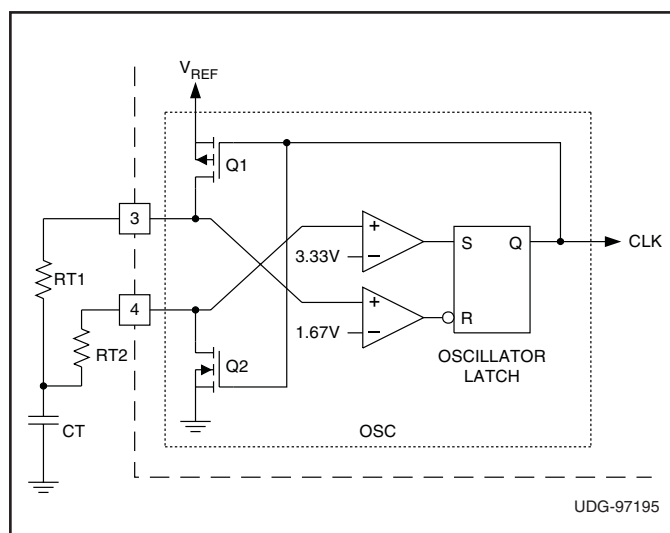 VREF
Q1
3
3.33V
+
–
S
Q
CLK
RT1
4
RT2
1.67V
+
–
R
OSCILLATOR
LATCH
Q2
CT
OSC
UDG-97195